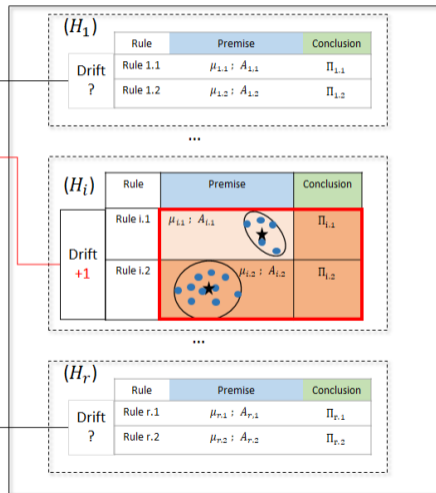 (H₁)
Rule Premise Conclusion
Drift ?
Rule 1.1 μ₁.₁ : A₁.₁ Π₁.₁
Rule 1.2 μ₁.₂ : A₁.₂ Π₁.₂
...
(Hᵢ)
Rule Premise Conclusion
Drift +1
Rule i.1 μᵢ.₁ : Aᵢ.₁ Πᵢ.₁
Rule i.2 μᵢ.₂ : Aᵢ.₂ Πᵢ.₂
...
(Hᵣ)
Rule Premise Conclusion
Drift ?
Rule r.1 μᵣ.₁ : Aᵣ.₁ Πᵣ.₁
Rule r.2 μᵣ.₂ : Aᵣ.₂ Πᵣ.₂